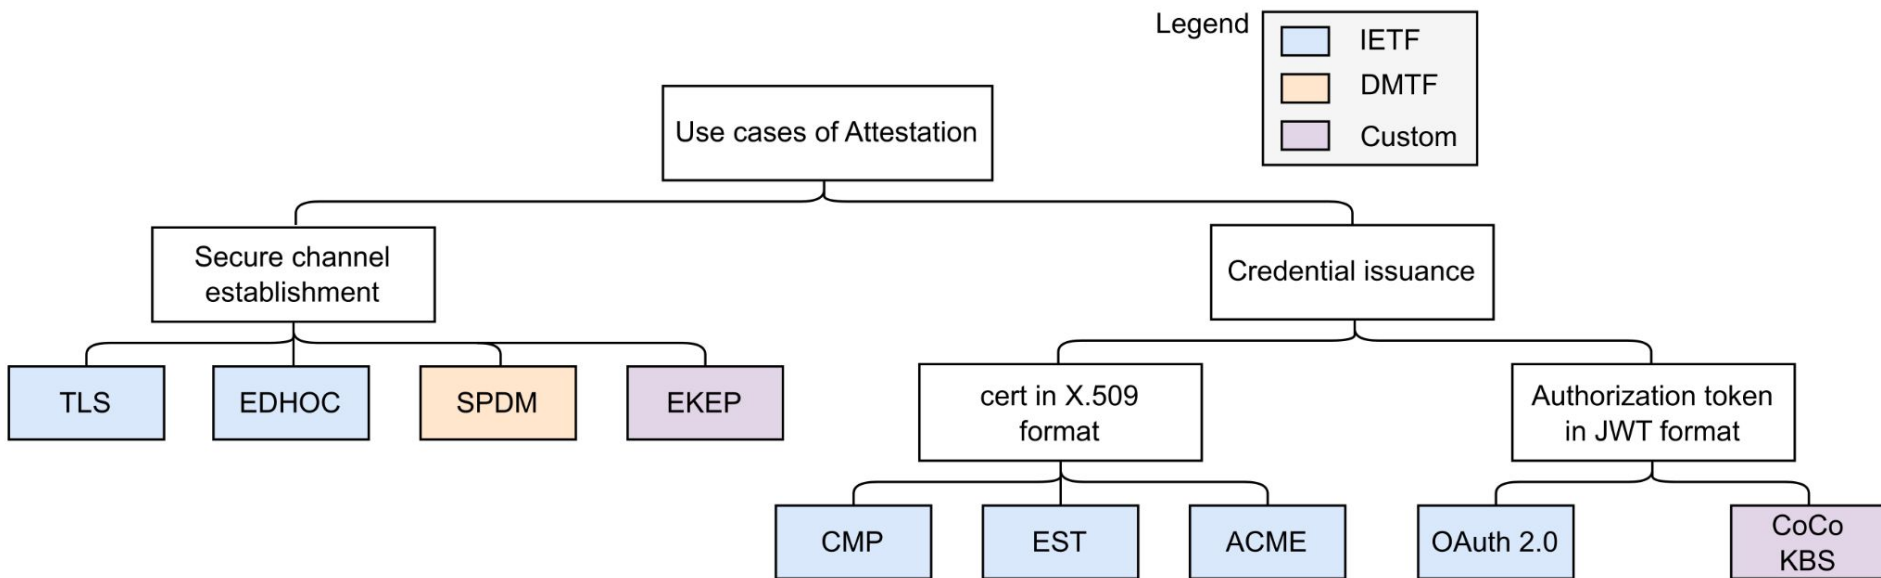 Legend
IETF
DMTF
Custom
Use cases of Attestation
Secure channel
establishment
Credential issuance
TLS
EDHOC
SPDM
EKEP
cert in X.509
format
Authorization token
in JWT format
CMP
EST
ACME
OAuth 2.0
CoCo
KBS